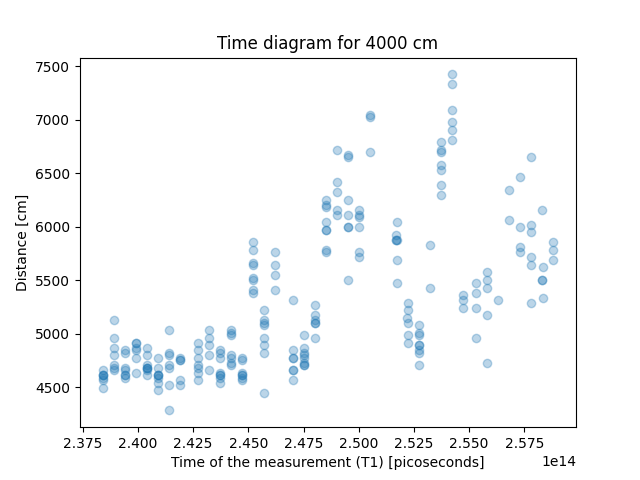 Time diagram for 4000 cm
7500
7000
6500
6000
5500
5000
4500
Distance [cm]
2.375 2.400 2.425 2.450 2.475 2.500 2.525 2.550 2.575
Time of the measurement (T1) [picoseconds]
1e14